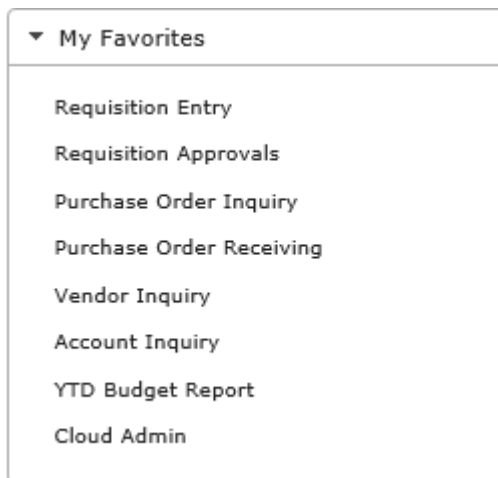 My Favorites
Requisition Entry
Requisition Approvals
Purchase Order Inquiry
Purchase Order Receiving
Vendor Inquiry
Account Inquiry
YTD Budget Report
Cloud Admin